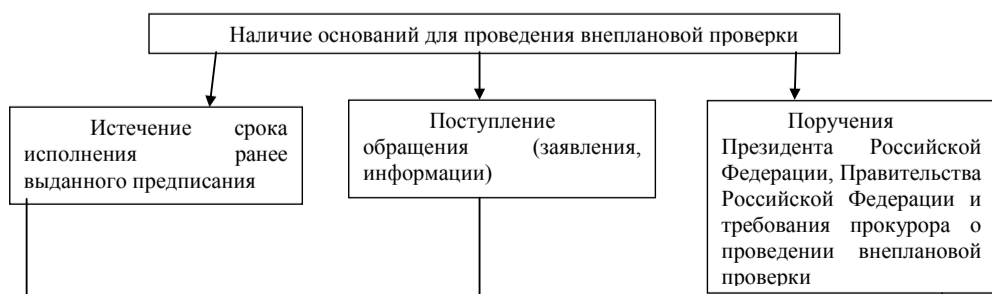 Наличие оснований для проведения внеплановой проверки
Истечение срока
исполнения ранее
выданного предписания
Поступление
обращения (заявления,
информации)
Поручения
Президента Российской
Федерации, Правительства
Российской Федерации и
требования прокурора о
проведении внеплановой
проверки